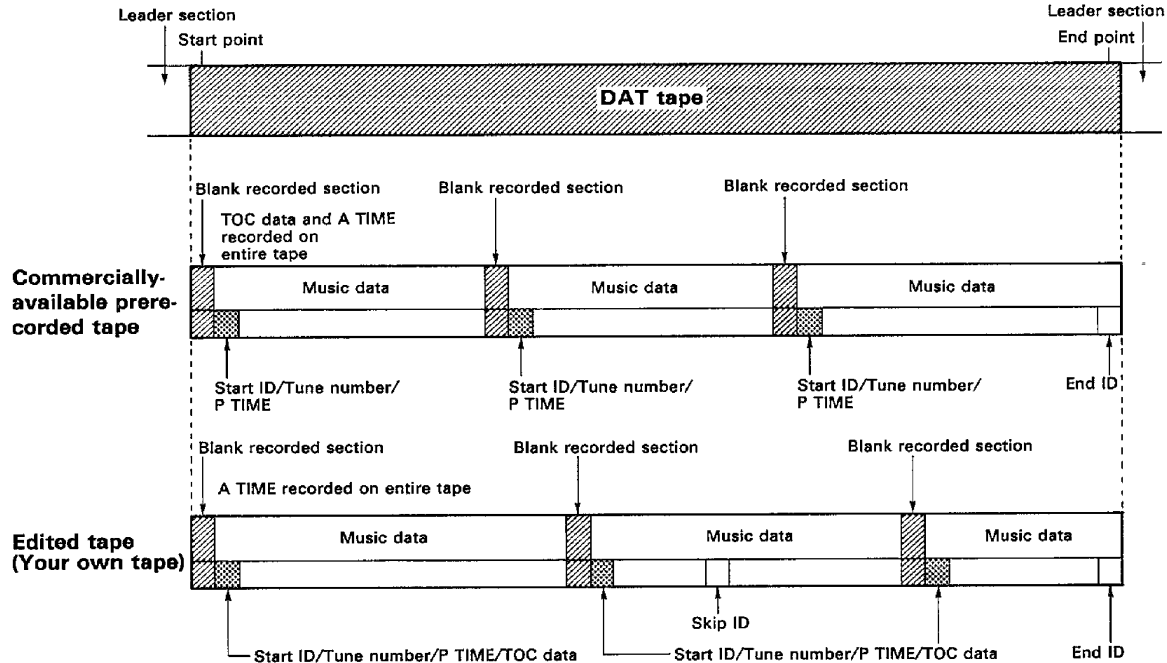 Leader section
Start point
Leader section
End point
DAT tape
Blank recorded section
Blank recorded section
Blank recorded section
TOC data and A TIME
recorded on
entire tape
Commercially-
available prere-
corded tape
Music data
Music data
Music data
Start ID/Tune number/
P TIME
Start ID/Tune number/
P TIME
Start ID/Tune number/
P TIME
End ID
Blank recorded section
Blank recorded section
Blank recorded section
A TIME recorded on entire tape
Edited tape
(Your own tape)
Music data
Music data
Music data
Skip ID
Start ID/Tune number/P TIME/TOC data
Start ID/Tune number/P TIME/TOC data
End ID